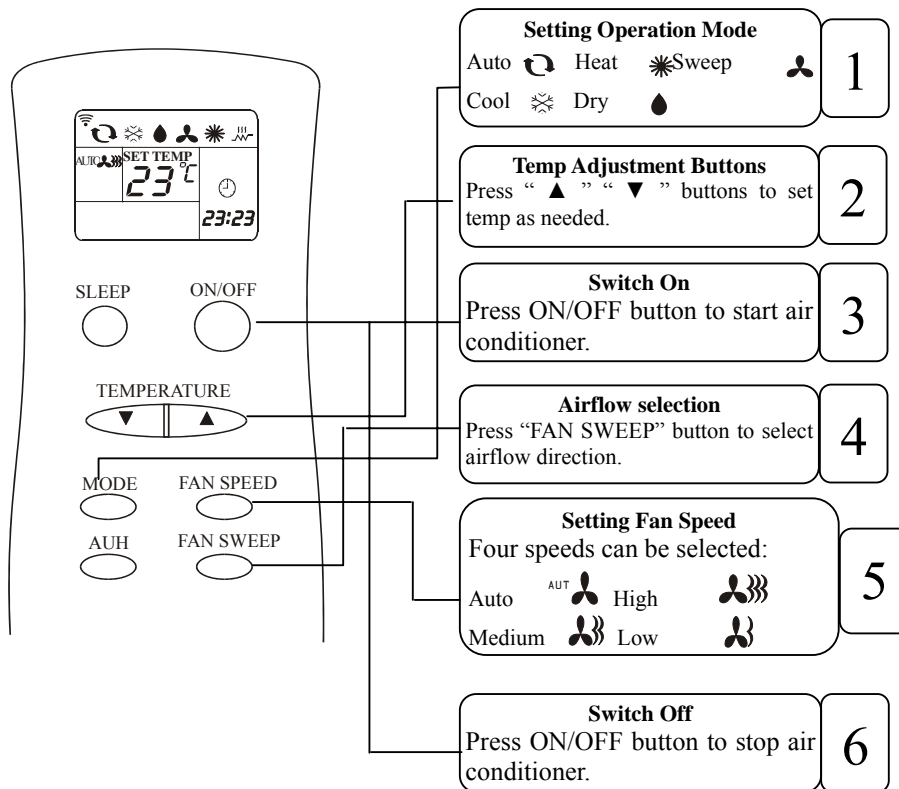 Setting Operation Mode
Auto Heat Sweep
Cool Dry
1
AUTO SET TEMP
23°C
23:23
Temp Adjustment Buttons
Press “ ▲ ” “ ▼ ” buttons to set
temp as needed.
2
SLEEP ON/OFF
Switch On
Press ON/OFF button to start air
conditioner.
3
TEMPERATURE
▼ ▲
Airflow selection
Press “FAN SWEEP” button to select
airflow direction.
4
MODE FAN SPEED
AUH FAN SWEEP
Setting Fan Speed
Four speeds can be selected:
Auto AUT High
Medium Low
5
Switch Off
Press ON/OFF button to stop air
conditioner.
6